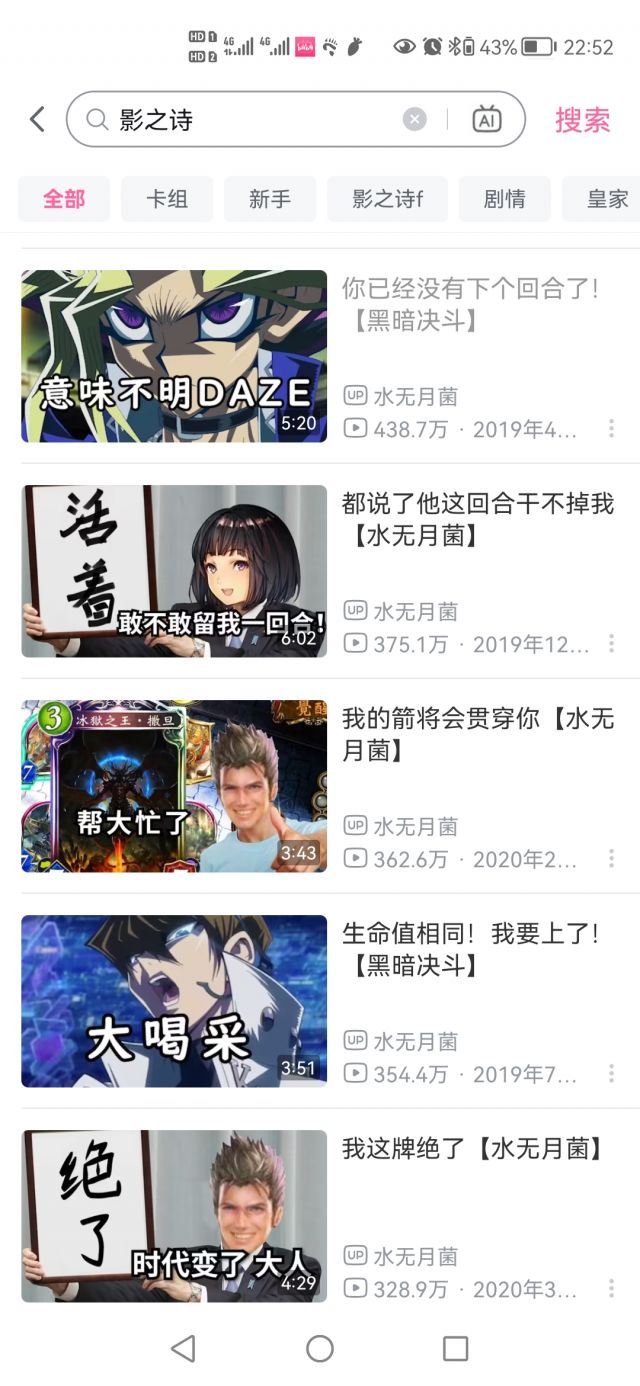 HD 1
HD 2
4G
4G
43%
22:52
影之诗
AI
搜索
全部
卡组
新手
影之诗f
剧情
皇家
意味不明DAZE
5:20
你已经没有下个回合了！
【黑暗决斗】
UP 水无月菌
438.7万 · 2019年4...
活着
敢不敢留我一回合！
6:02
都说了他这回合干不掉我
【水无月菌】
UP 水无月菌
375.1万 · 2019年12...
3
冰獄之王·撒旦
覺醒
7
7
帮大忙了
3:43
我的箭将会贯穿你【水无
月菌】
UP 水无月菌
362.6万 · 2020年2...
大喝采
3:51
生命值相同！我要上了！
【黑暗决斗】
UP 水无月菌
354.4万 · 2019年7...
绝了
时代变了 大人
4:29
我这牌绝了【水无月菌】
UP 水无月菌
328.9万 · 2020年3...